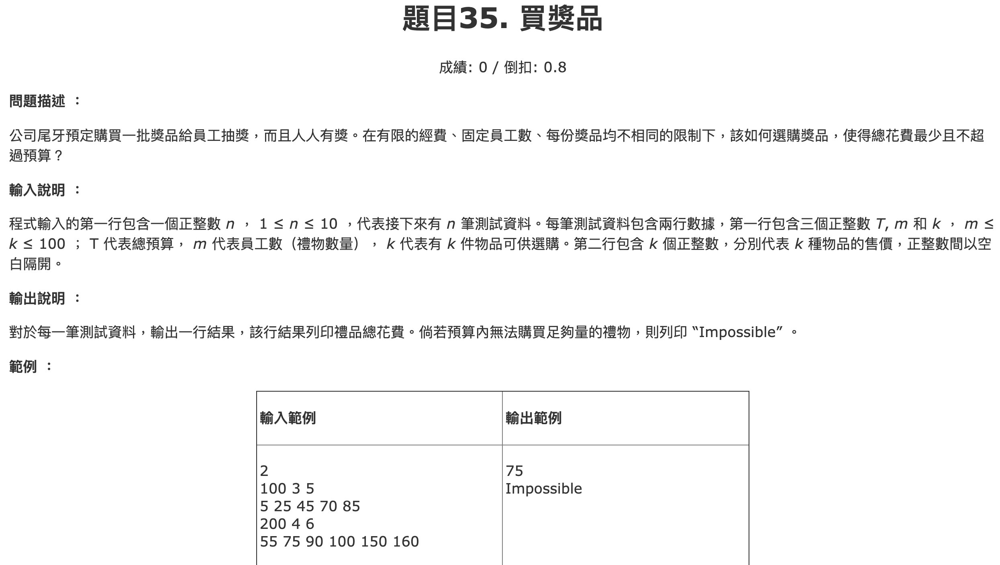 題目35. 買獎品
成績: 0 / 倒扣: 0.8
問題描述 ：
公司尾牙預定購買一批獎品給員工抽獎，而且人人有獎。在有限的經費、固定員工數、每份獎品均不相同的限制下，該如何選購獎品，使得總花費最少且不超
過預算？
輸入說明 ：
程式輸入的第一行包含一個正整數 n ， 1 ≤ n ≤ 10 ，代表接下來有 n 筆測試資料。每筆測試資料包含兩行數據，第一行包含三個正整數 T, m 和 k ， m ≤
k ≤ 100 ； T 代表總預算， m 代表員工數（禮物數量）， k 代表有 k 件物品可供選購。第二行包含 k 個正整數，分別代表 k 種物品的售價，正整數間以空
白隔開。
輸出說明 ：
對於每一筆測試資料，輸出一行結果，該行結果列印禮品總花費。倘若預算內無法購買足夠量的禮物，則列印 “Impossible” 。
範例 ：
輸入範例
輸出範例
2
100 3 5
5 25 45 70 85
200 4 6
55 75 90 100 150 160
75
Impossible